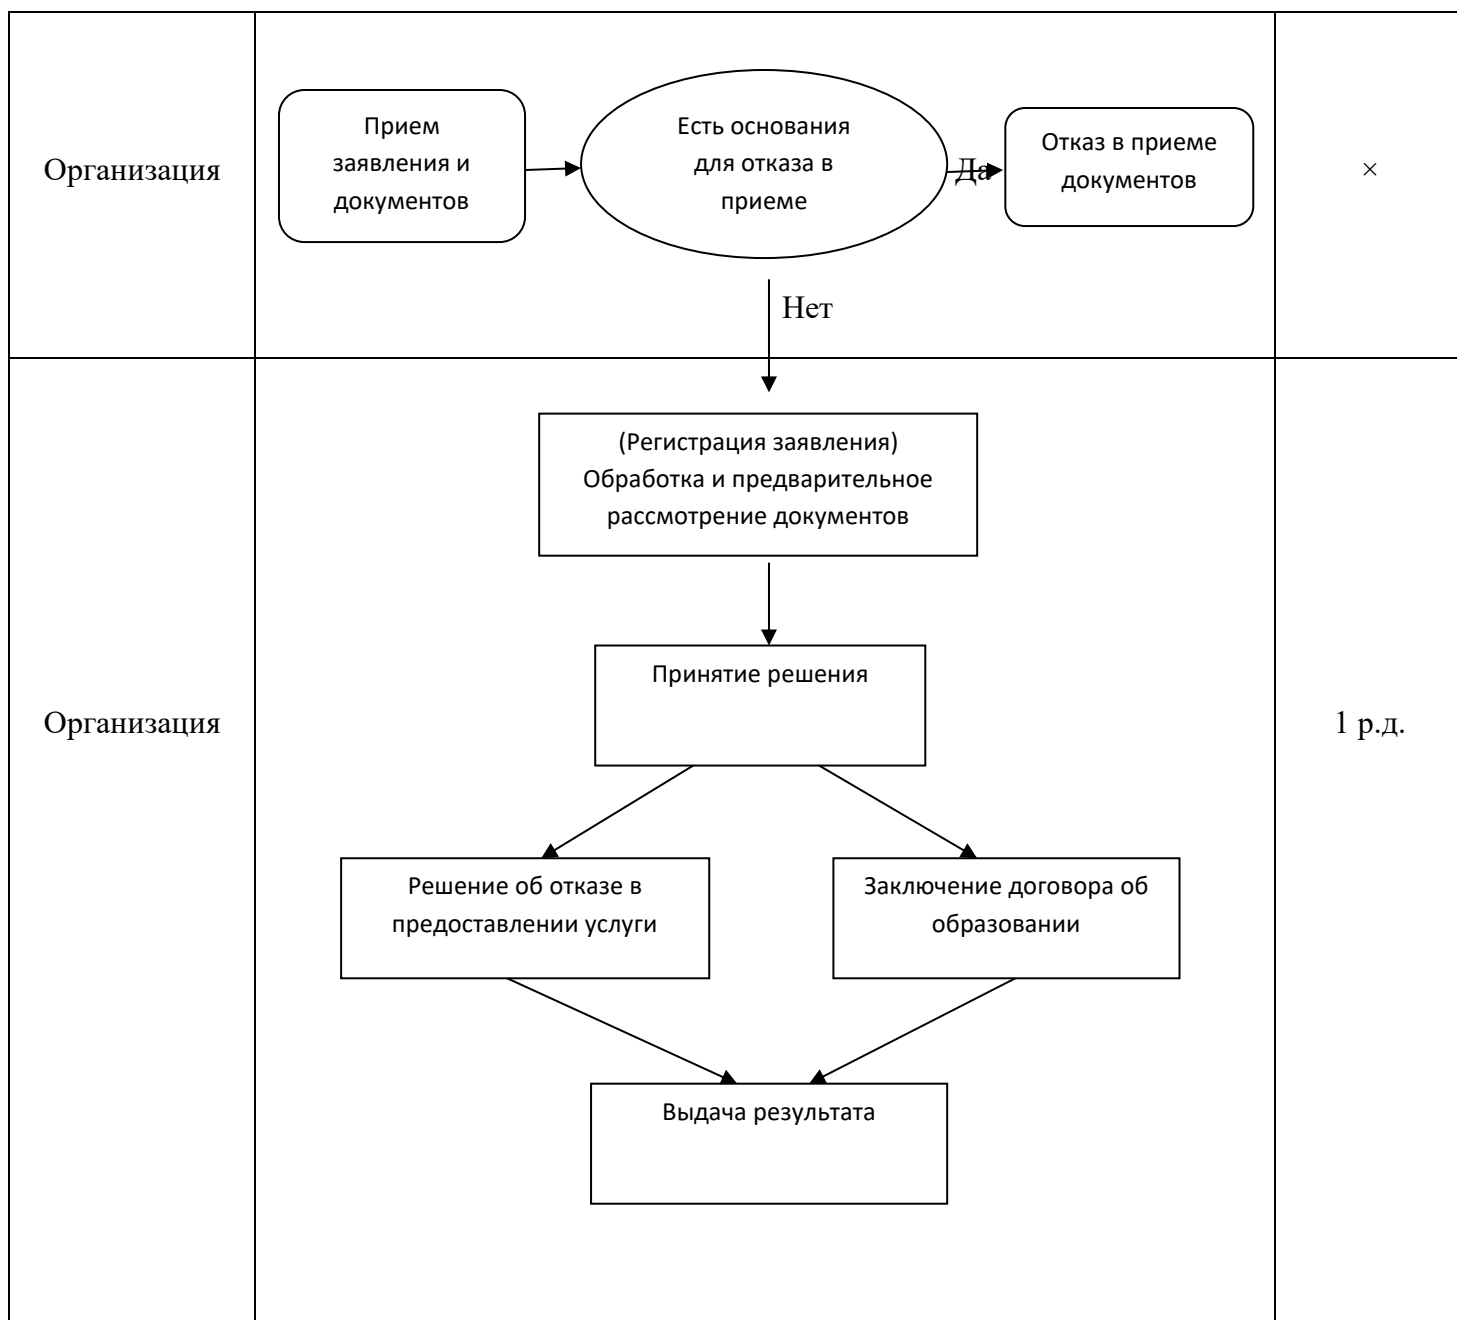 Организация
Прием
заявления и
документов
Есть основания
для отказа в
приеме
Да
Отказ в приеме
документов
×
Нет
Организация
(Регистрация заявления)
Обработка и предварительное
рассмотрение документов
Принятие решения
1 р.д.
Решение об отказе в
предоставлении услуги
Заключение договора об
образовании
Выдача результата